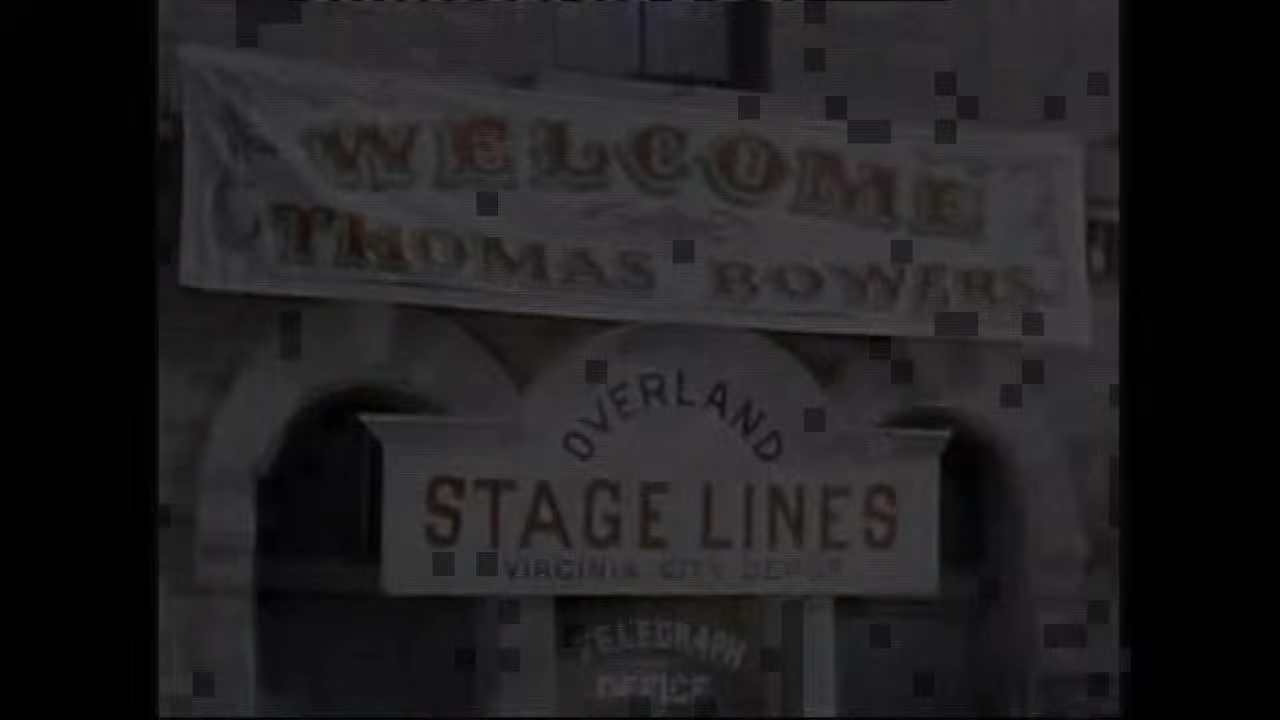 WELCOME
THOMAS BOWERS
OVERLAND
STAGE LINES
VIRGINIA CITY DEPOT
TELEGRAPH
OFFICE